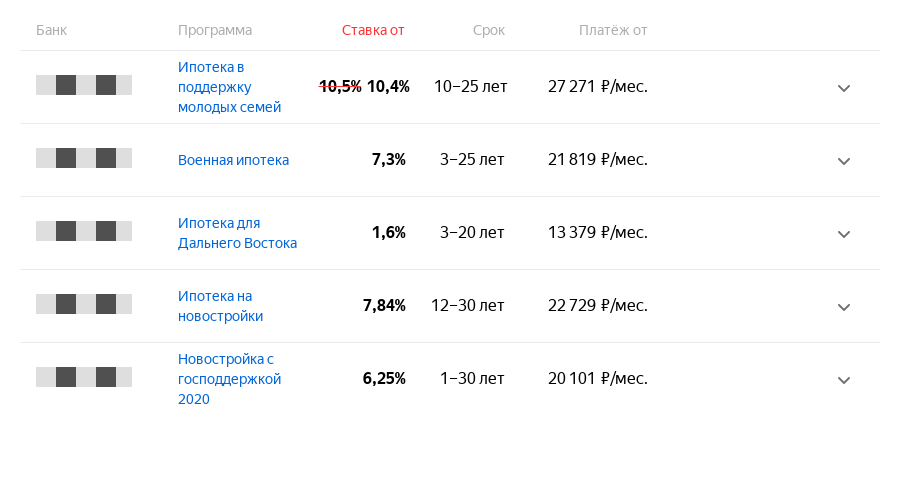 Банк Программа Ставка от Срок Платёж от
Ипотека в
поддержку
молодых семей
10,5% 10,4% 10–25 лет 27 271 ₽/мес.
Военная ипотека 7,3% 3–25 лет 21 819 ₽/мес.
Ипотека для
Дальнего Востока
1,6% 3–20 лет 13 379 ₽/мес.
Ипотека на
новостройки
7,84% 12–30 лет 22 729 ₽/мес.
Новостройка с
господдержкой
2020
6,25% 1–30 лет 20 101 ₽/мес.